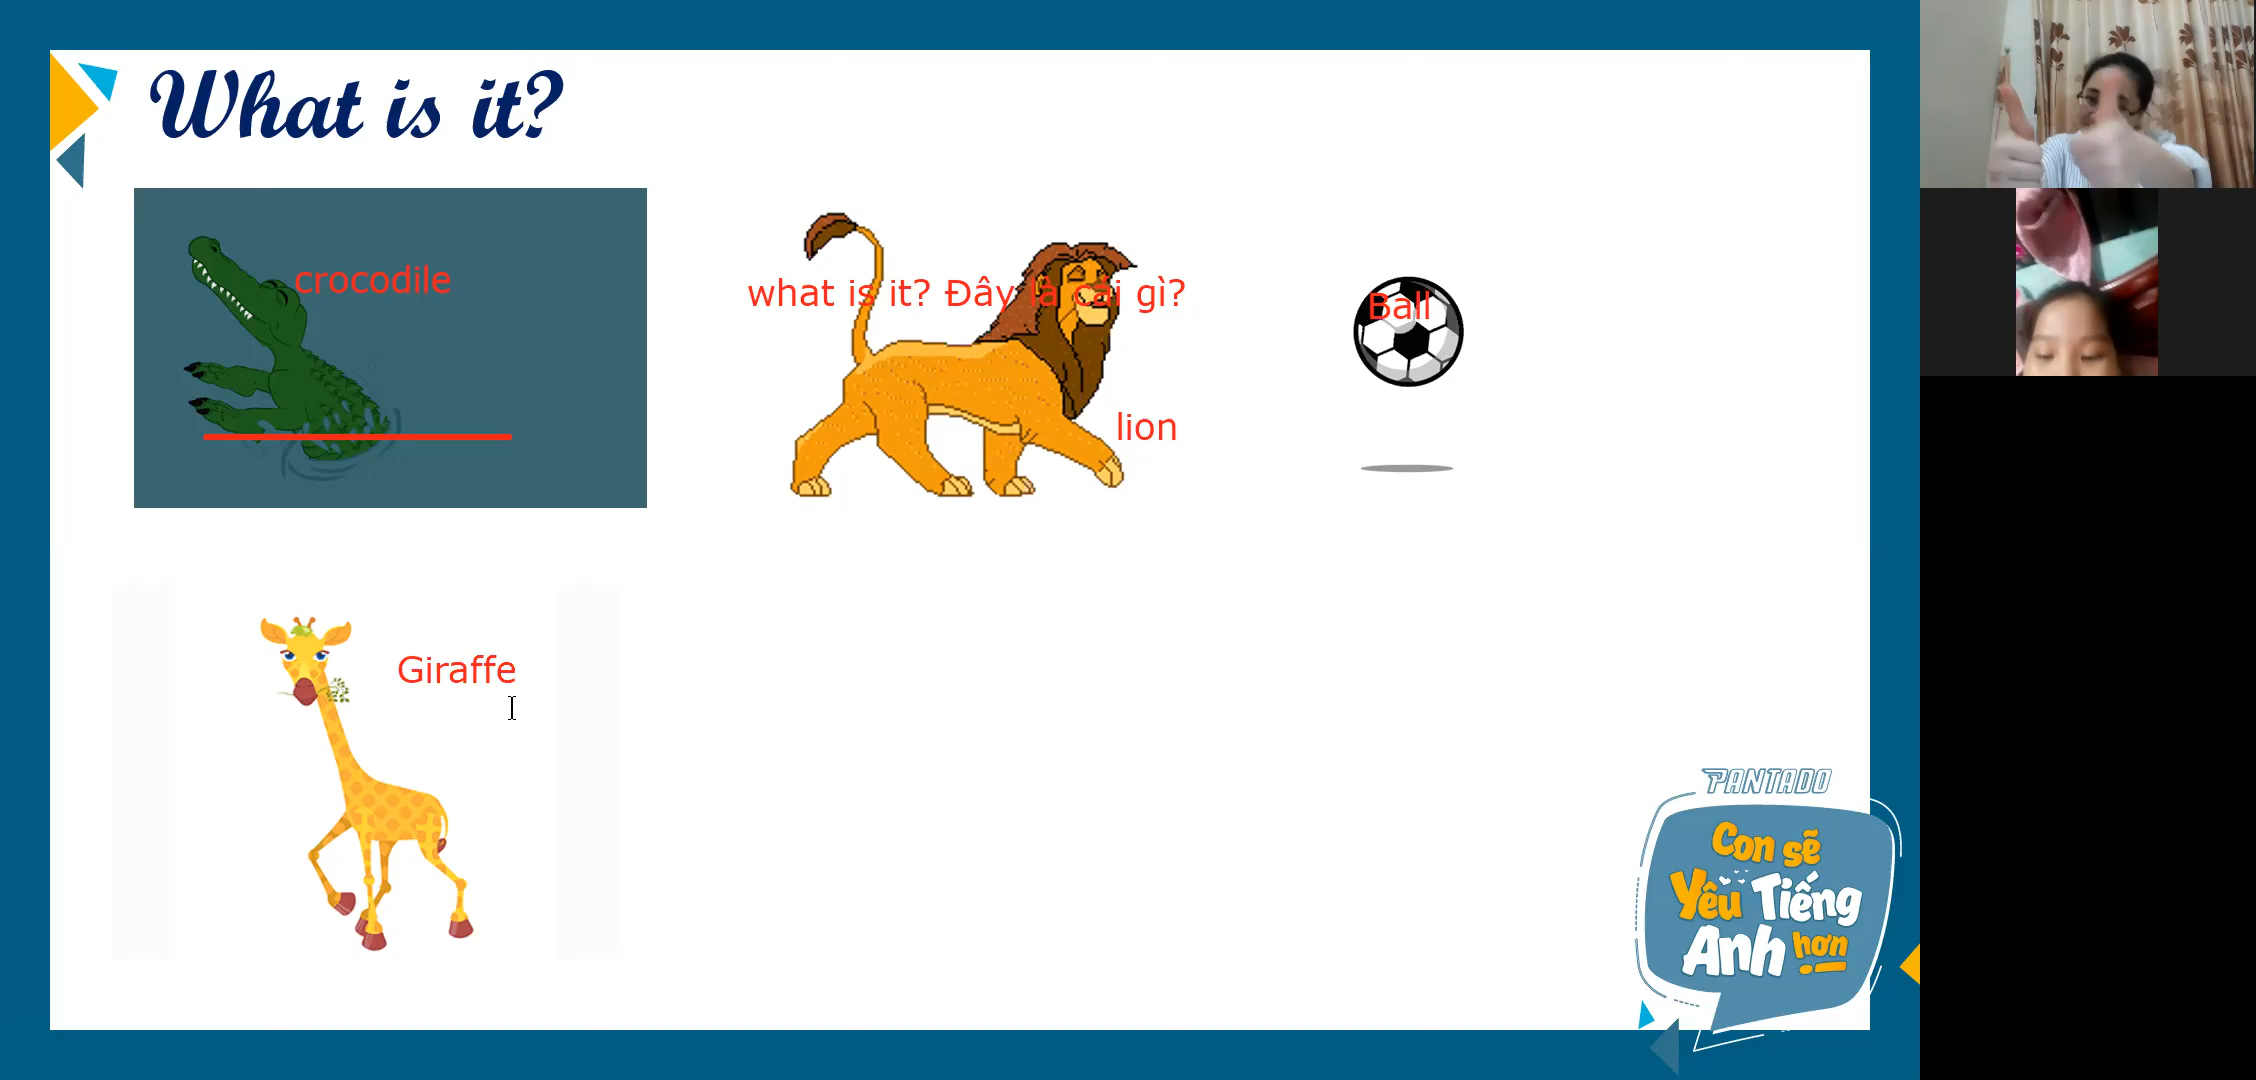 What is it?
crocodile
what is it? Đây là cái gì?
Ball
lion
Giraffe
PANTADO
Con sẽ
Yêu Tiếng
Anh hơn